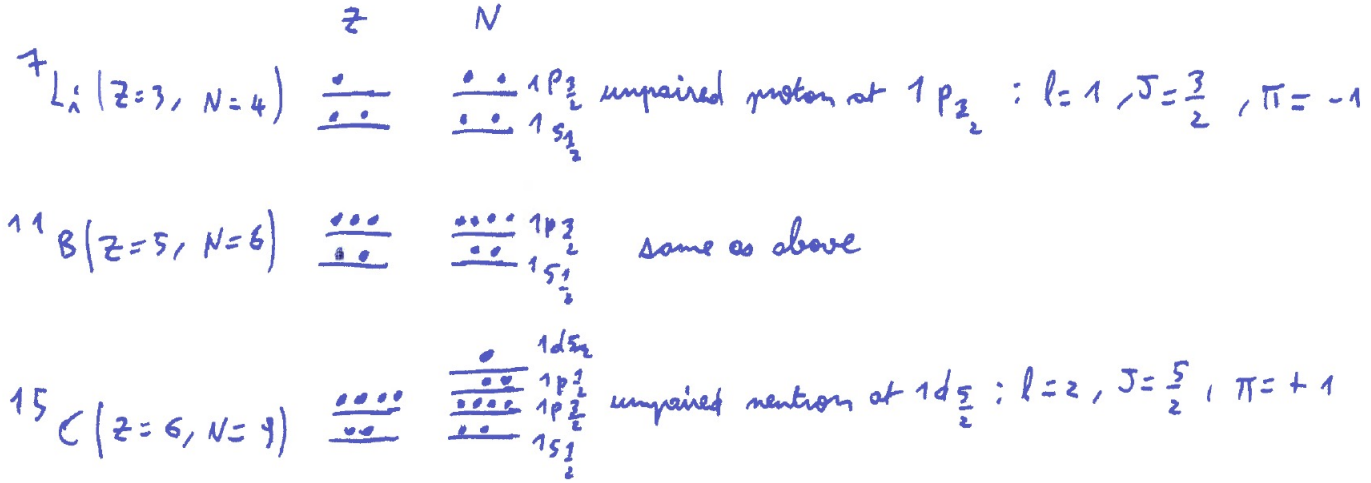 Z N
⁷Li (Z=3, N=4) 1p3/2 unpaired proton at 1p3/2 : l=1, J=3/2, π=-1
1s1/2
¹¹B (Z=5, N=6) 1p3/2 same as above
1s1/2
1d5/2
1p1/2
¹⁵C (Z=6, N=9) 1p3/2 unpaired neutron at 1d5/2 : l=2, J=5/2, π=+1
1s1/2